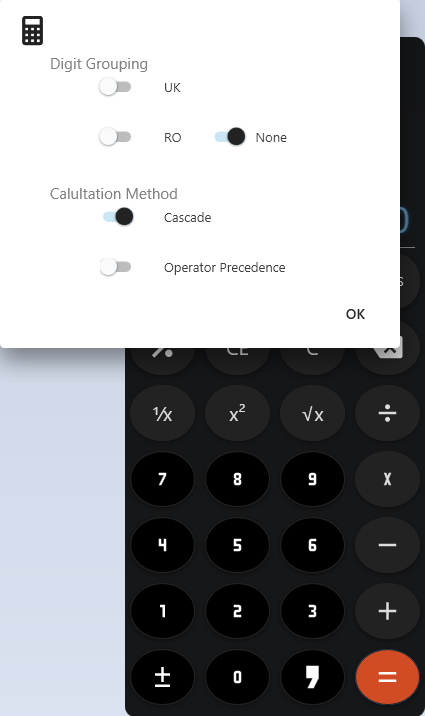 Digit Grouping
UK
RO None
Calultation Method
Cascade
Operator Precedence
OK
0
s
% CE C
⅟x x² √x ÷
7 8 9 x
4 5 6 −
1 2 3 +
± 0 , =